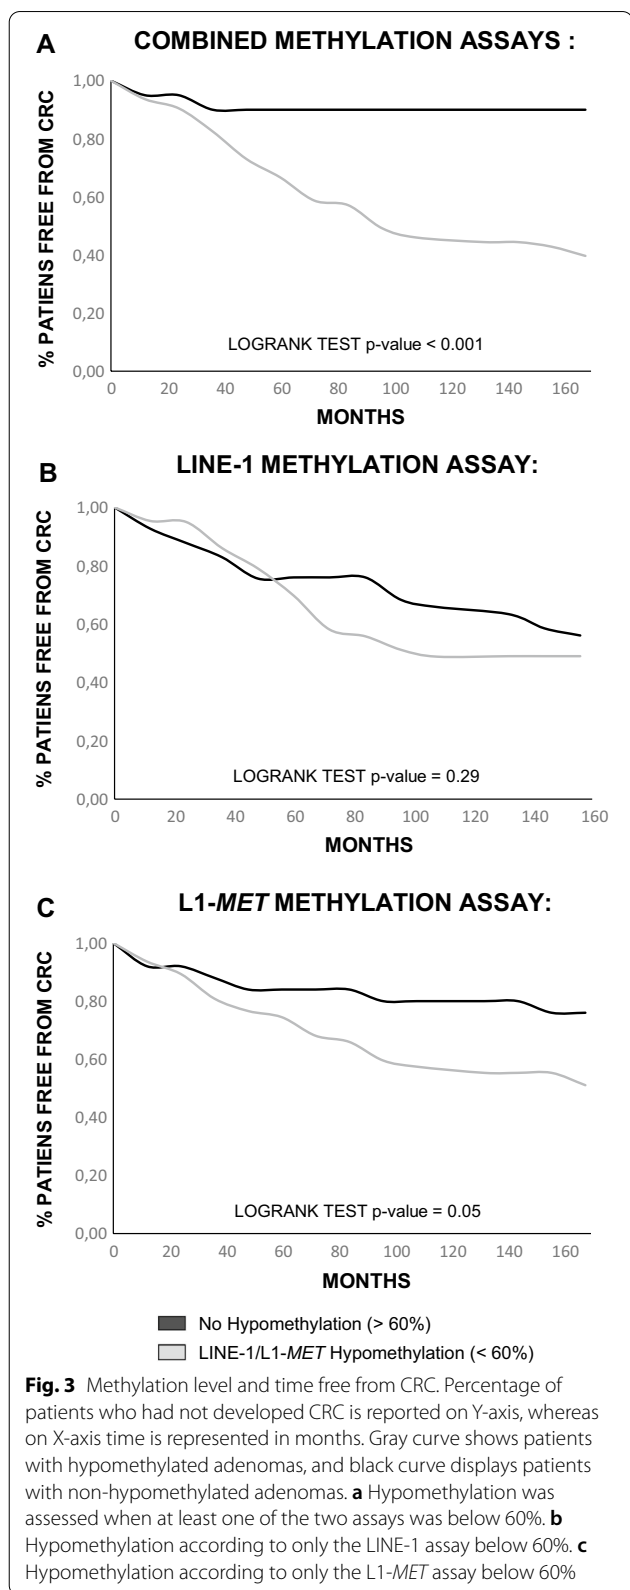 A COMBINED METHYLATION ASSAYS :
% PATIENS FREE FROM CRC
1,00
0,80
0,60
0,40
0,20
0,00
LOGRANK TEST p-value < 0.001
0 20 40 60 80 100 120 140 160
MONTHS
B LINE-1 METHYLATION ASSAY:
% PATIENS FREE FROM CRC
1,00
0,80
0,60
0,40
0,20
0,00
LOGRANK TEST p-value = 0.29
0 20 40 60 80 100 120 140 160
MONTHS
C L1-MET METHYLATION ASSAY:
% PATIENS FREE FROM CRC
1,00
0,80
0,60
0,40
0,20
0,00
LOGRANK TEST p-value = 0.05
0 20 40 60 80 100 120 140 160
MONTHS
No Hypomethylation (> 60%)
LINE-1/L1-MET Hypomethylation (< 60%)
Fig. 3 Methylation level and time free from CRC. Percentage of
patients who had not developed CRC is reported on Y-axis, whereas
on X-axis time is represented in months. Gray curve shows patients
with hypomethylated adenomas, and black curve displays patients
with non-hypomethylated adenomas. a Hypomethylation was
assessed when at least one of the two assays was below 60%. b
Hypomethylation according to only the LINE-1 assay below 60%. c
Hypomethylation according to only the L1-MET assay below 60%